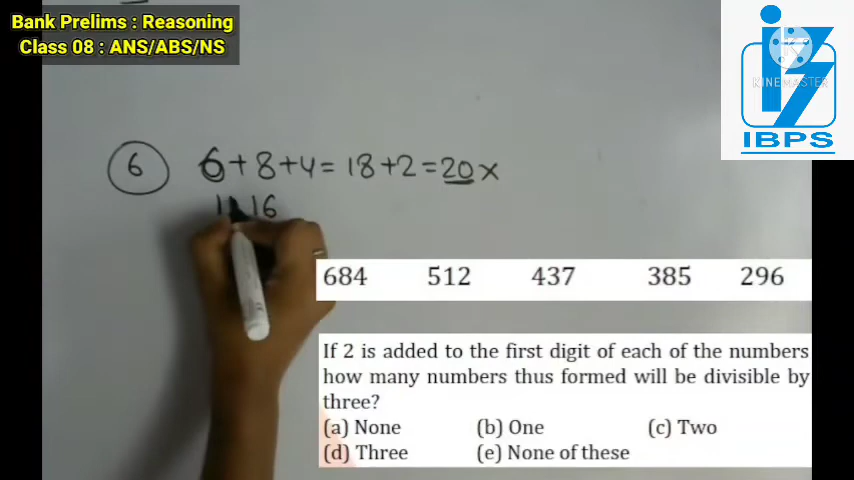 Bank Prelims : Reasoning
Class 08 : ANS/ABS/NS
KINEMASTER
IBPS
6 6+8+4= 18+2=20×
16
684 512 437 385 296
If 2 is added to the first digit of each of the numbers
how many numbers thus formed will be divisible by
three?
(a) None (b) One (c) Two
(d) Three (e) None of these